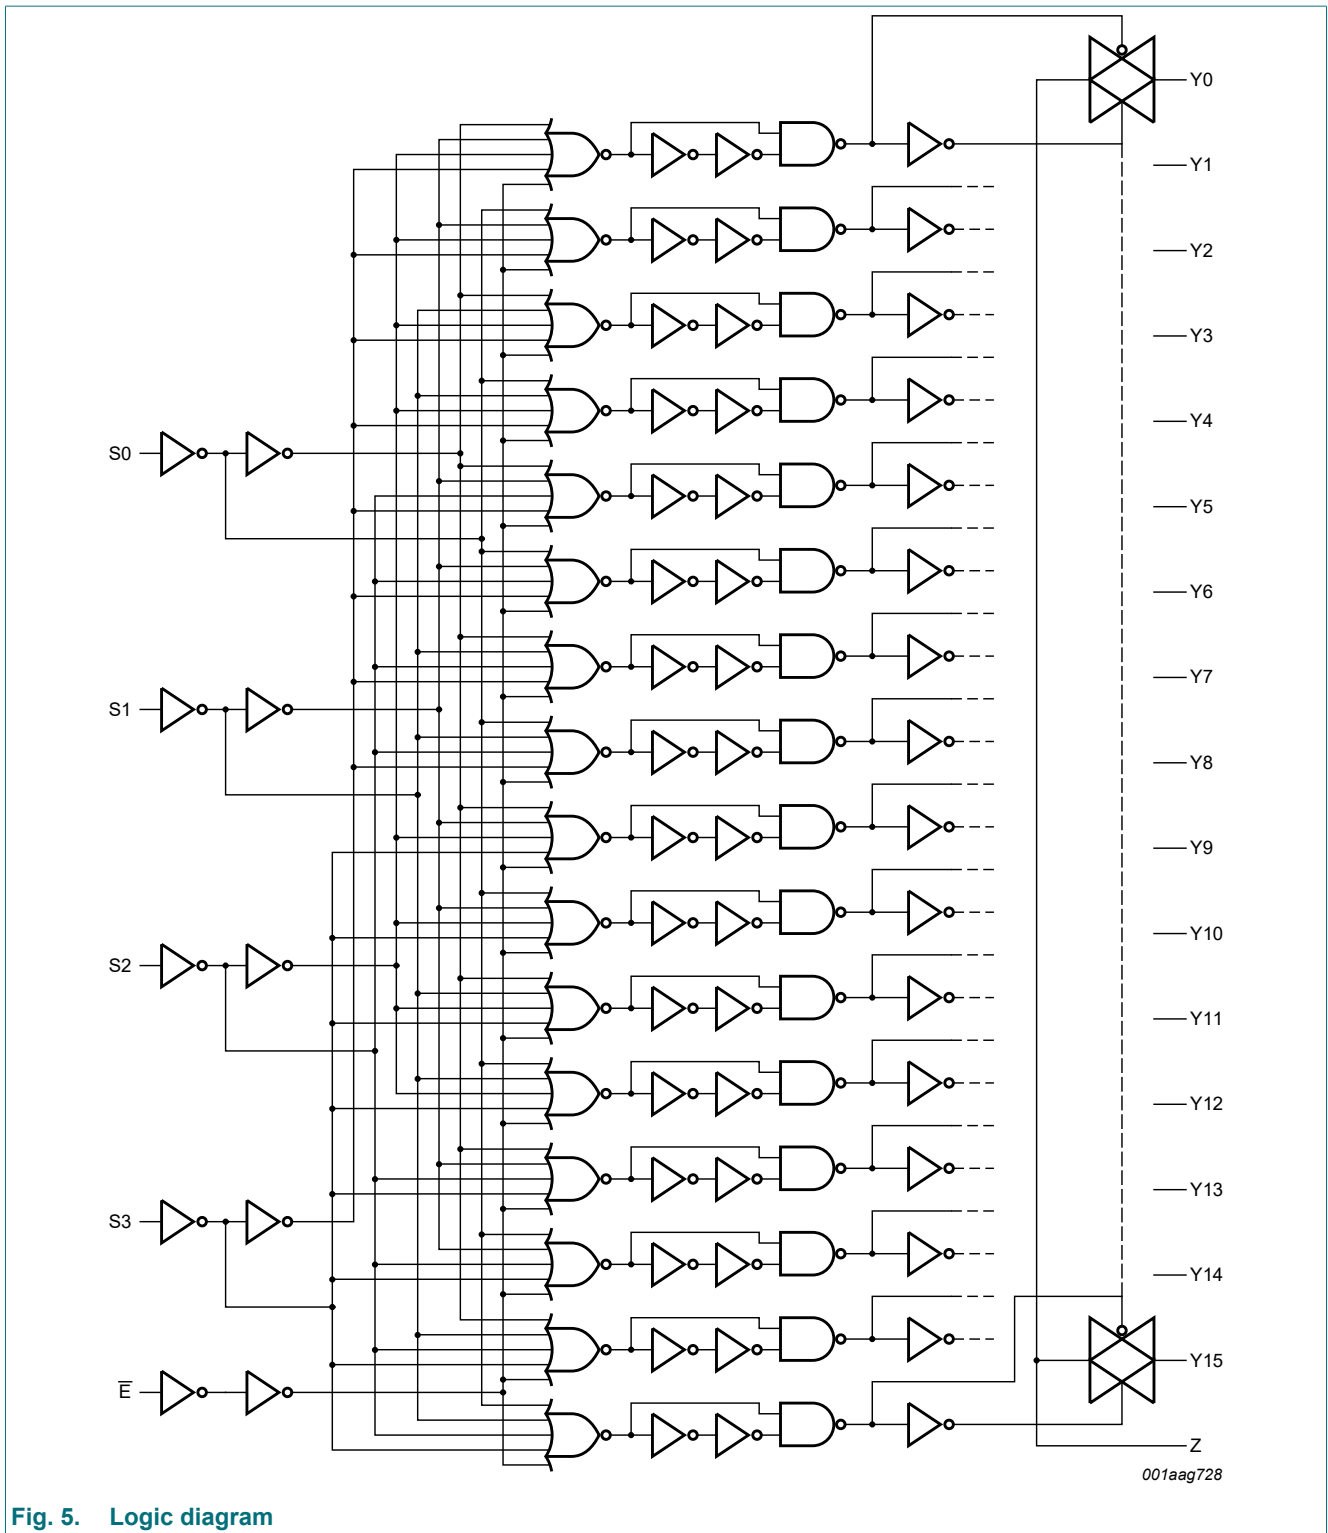 Y0
Y1
Y2
Y3
Y4
S0
Y5
Y6
Y7
S1
Y8
Y9
Y10
S2
Y11
Y12
Y13
S3
Y14
Y15
E̅
Z
001aag728
Fig. 5. Logic diagram